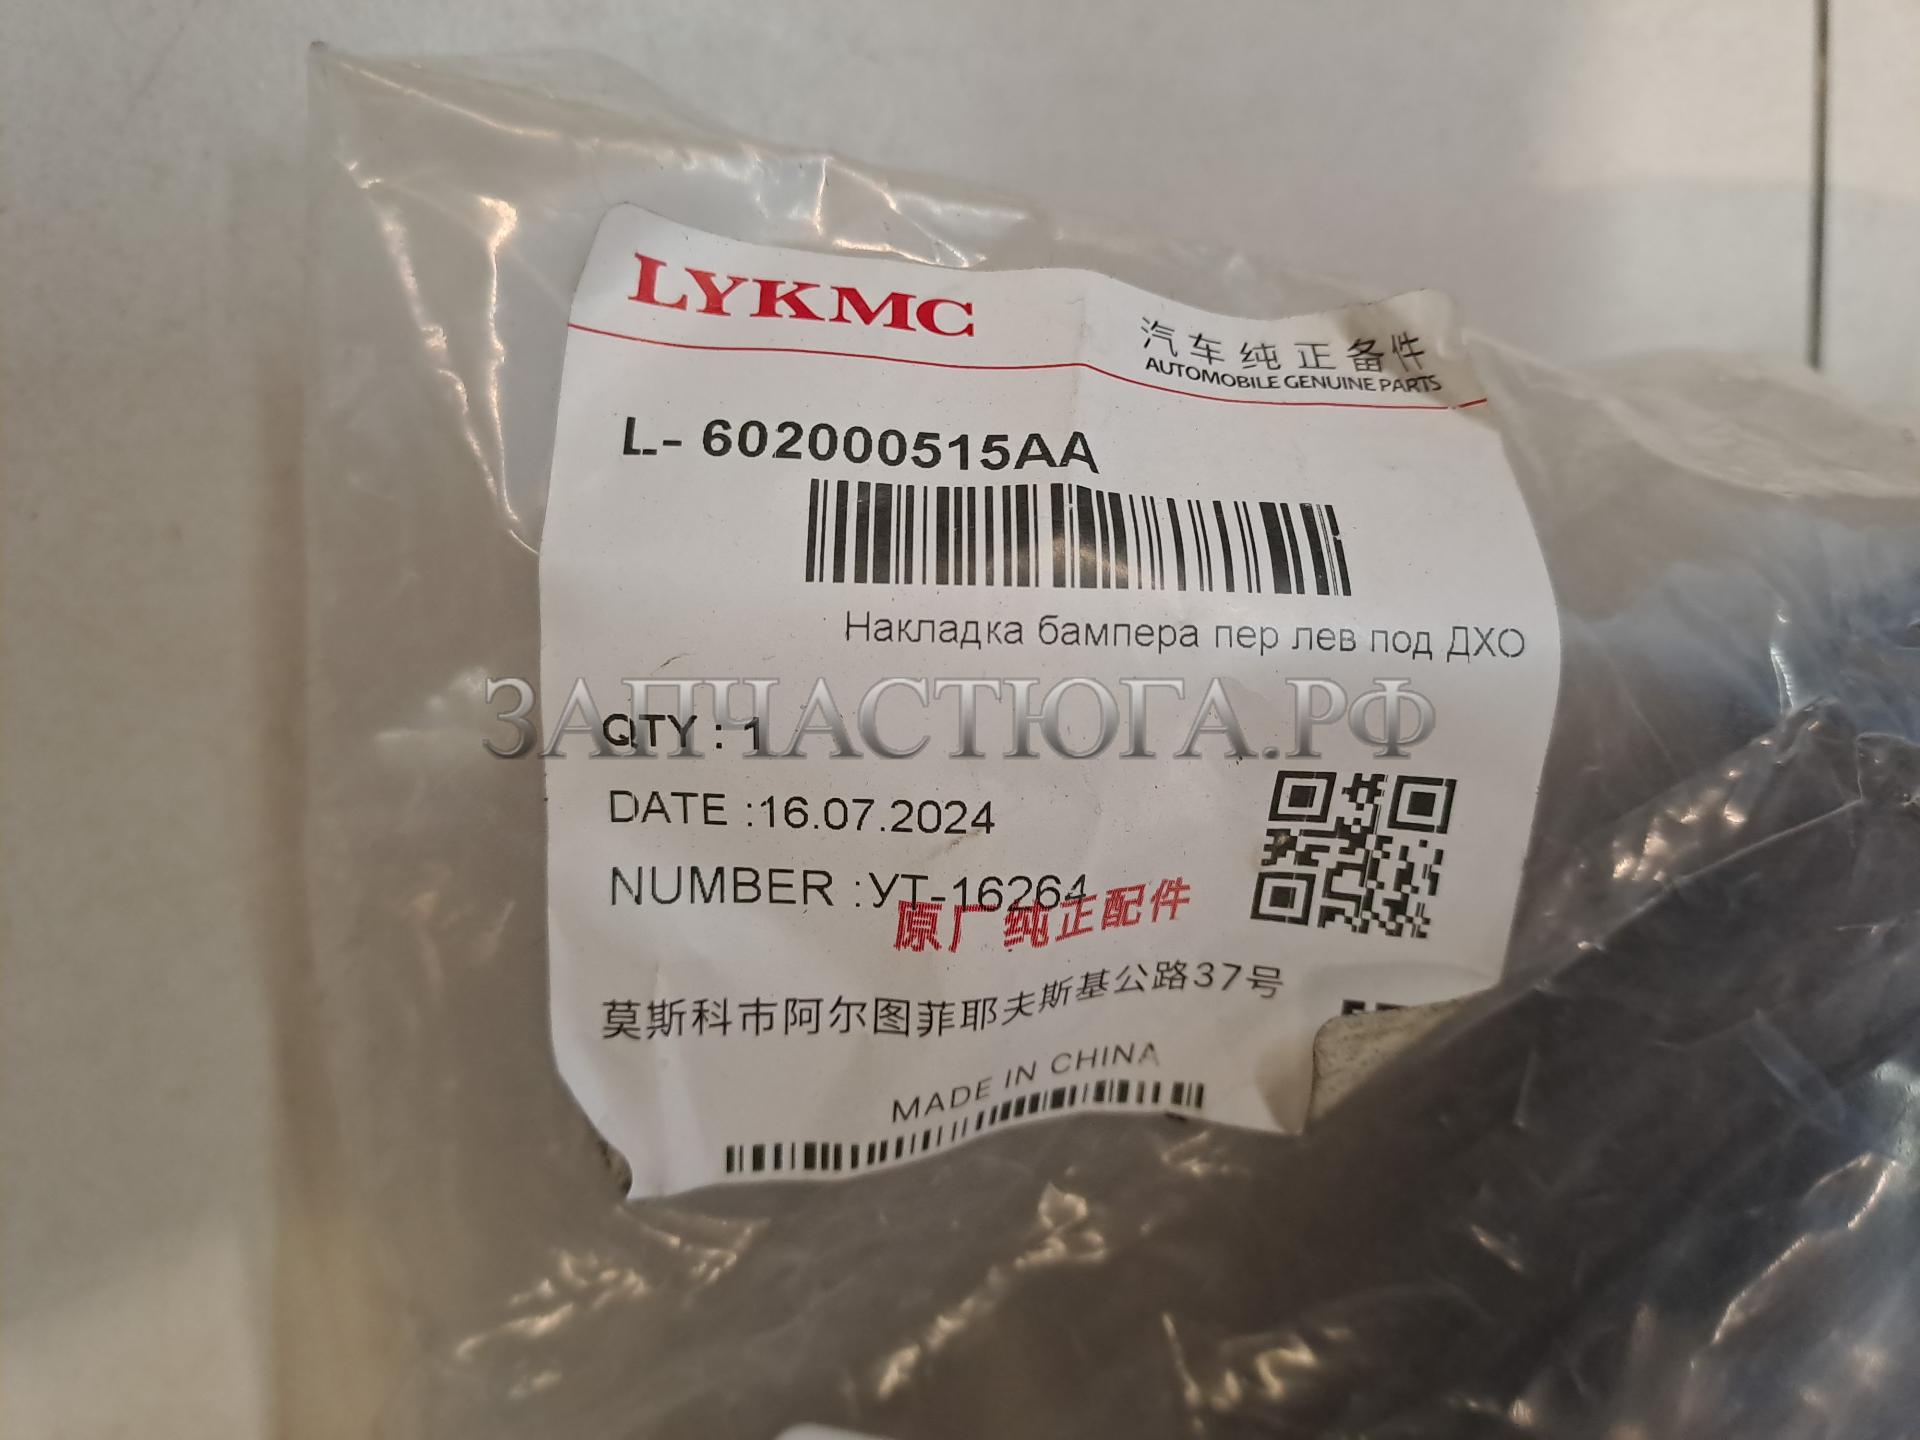 LYKMC
汽车纯正备件
AUTOMOBILE GENUINE PARTS
L- 602000515AA
Накладка бампера пер лев под ДХО
ЗАПЧАСТЮГА.РФ
QTY : 1
DATE :16.07.2024
NUMBER :УТ-16264
原厂纯正配件
莫斯科市阿尔图菲耶夫斯基公路37号
MADE IN CHINA